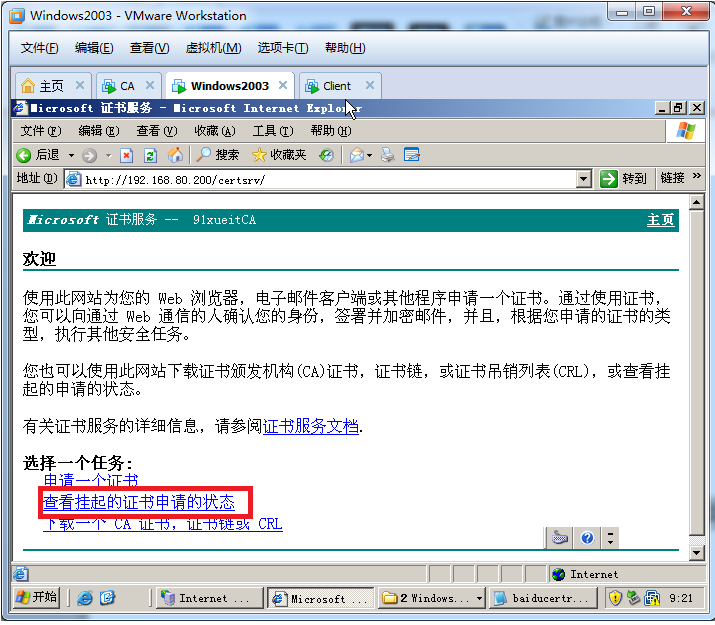 Windows2003 - VMware Workstation
文件(F) 编辑(E) 查看(V) 虚拟机(M) 选项卡(T) 帮助(H)
主页 CA Windows2003 Client
Microsoft 证书服务 - Microsoft Internet Explorer
文件(F) 编辑(E) 查看(V) 收藏(A) 工具(T) 帮助(H)
后退 搜索 收藏夹
地址(D) http://192.168.80.200/certsrv/ 转到 链接 »
Microsoft 证书服务 -- 91xueitCA 主页
欢迎
使用此网站为您的 Web 浏览器，电子邮件客户端或其他程序申请一个证书。通过使用证书，
您可以向通过 Web 通信的人确认您的身份，签署并加密邮件，并且，根据您申请的证书的类
型，执行其他安全任务。
您也可以使用此网站下载证书颁发机构(CA)证书，证书链，或证书吊销列表(CRL)，或查看挂
起的申请的状态。
有关证书服务的详细信息，请参阅证书服务文档.
选择一个任务:
申请一个证书
查看挂起的证书申请的状态
下载一个 CA 证书，证书链或 CRL
Internet
开始 Internet ... Microsoft ... 2 Windows... baiducertr... 9:21